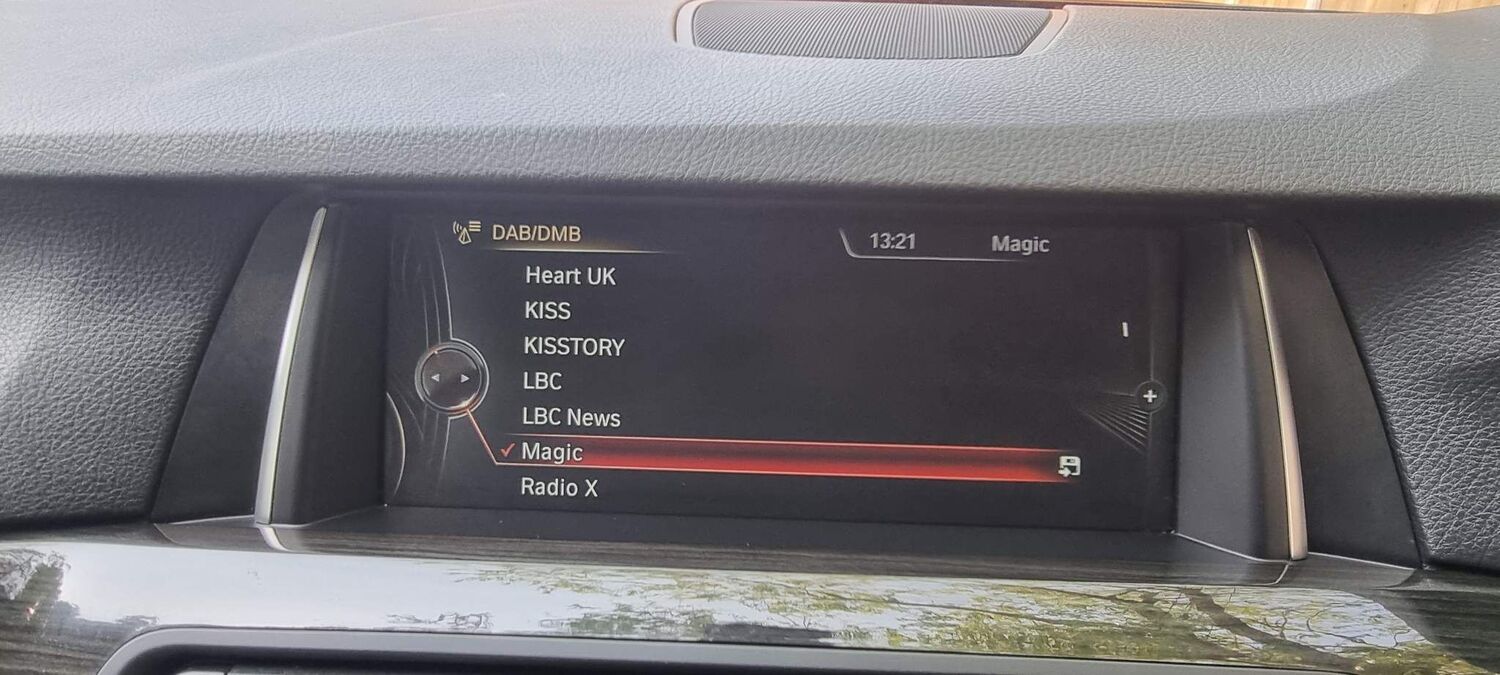 DAB/DMB
13:21 Magic
Heart UK
KISS
KISSTORY
LBC
LBC News
Magic
Radio X